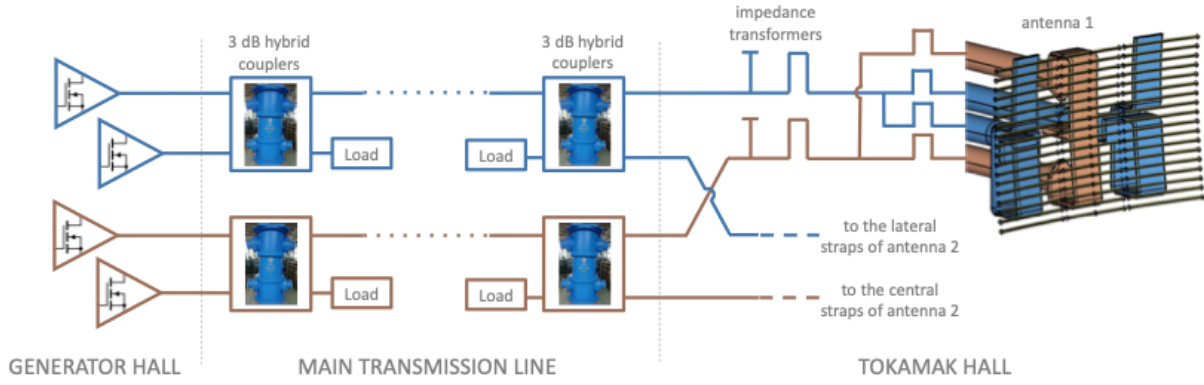 impedance
transformers
antenna 1
3 dB hybrid
couplers
3 dB hybrid
couplers
Load
Load
to the lateral
straps of antenna 2
Load
Load
to the central
straps of antenna 2
GENERATOR HALL
MAIN TRANSMISSION LINE
TOKAMAK HALL